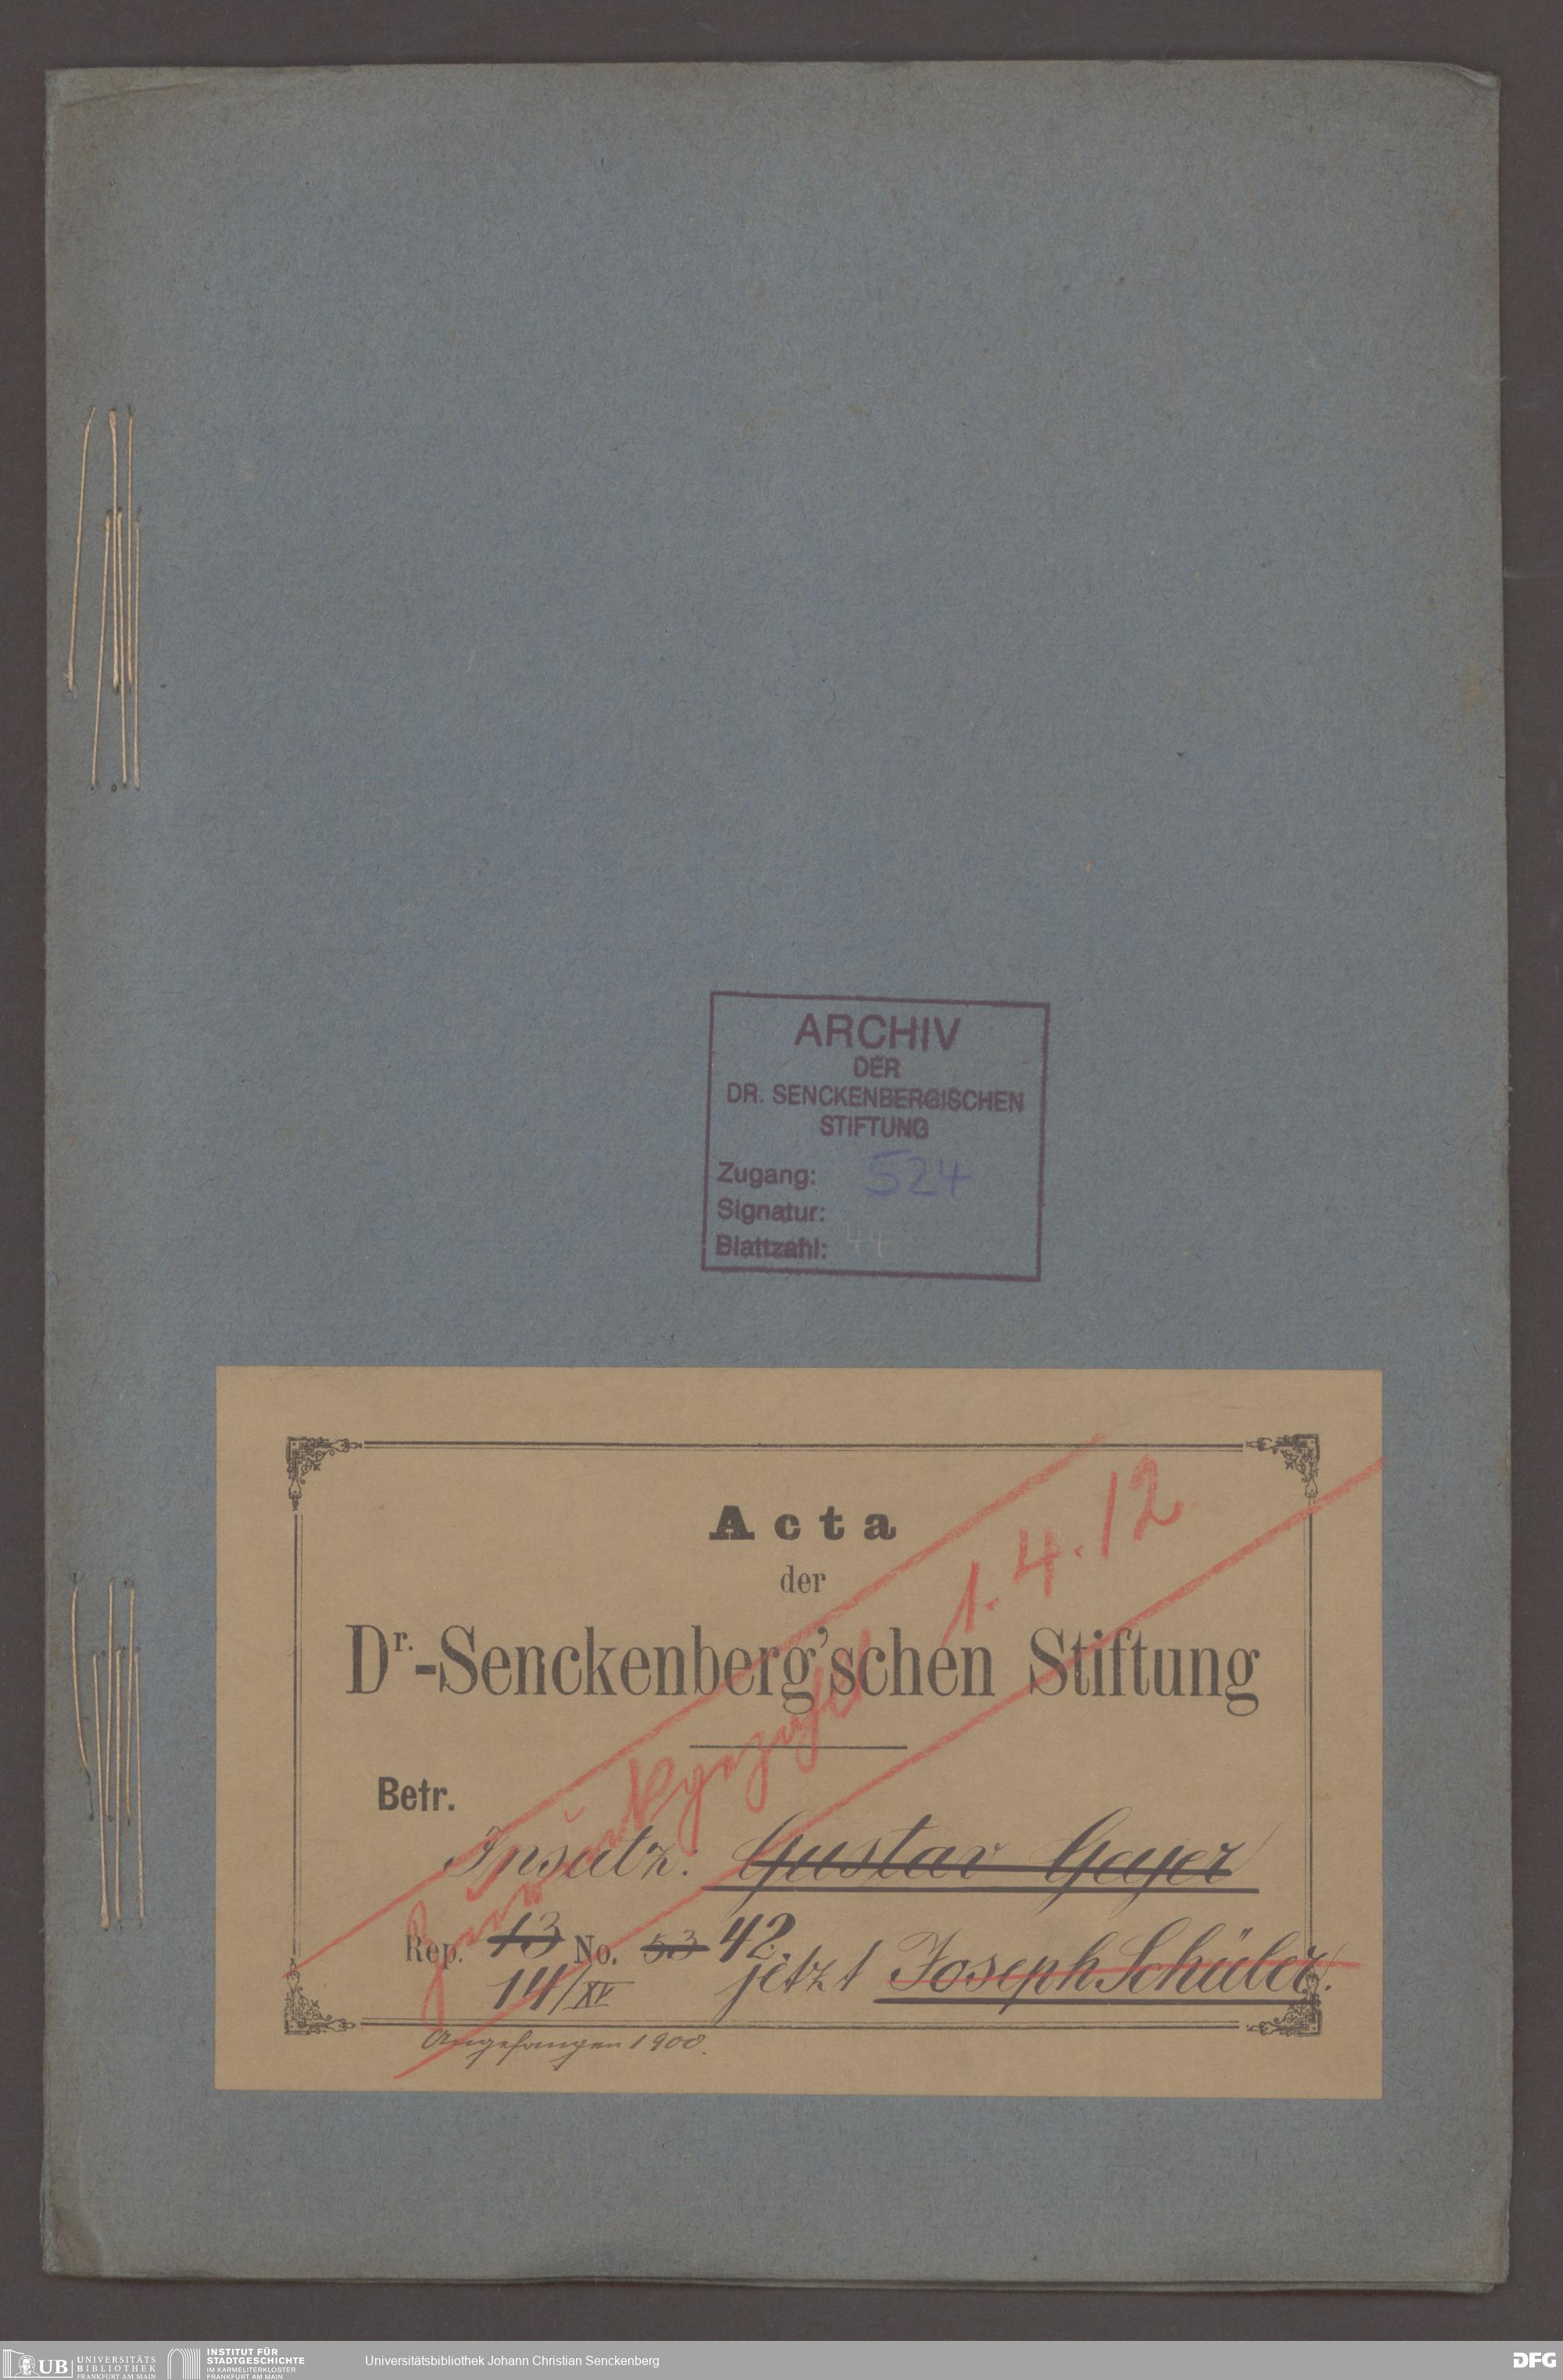 ARCHIV
DER
DR. SENCKENBERGISCHEN
STIFTUNG
Zugang: 524
Signatur:
Blattzahl: 44
Acta
der
Dr.-Senckenberg'schen Stiftung
1.4.12
Betr.
Insatz: Gustav Geyer
Rep. 13 No. 53 42.
14/XV jetzt Joseph Schüler.
Angefangen 1900.
UB UNIVERSITÄTS
BIBLIOTHEK
FRANKFURT AM MAIN
INSTITUT FÜR
STADTGESCHICHTE
IM KARMELITERKLOSTER
FRANKFURT AM MAIN
Universitätsbibliothek Johann Christian Senckenberg
DFG